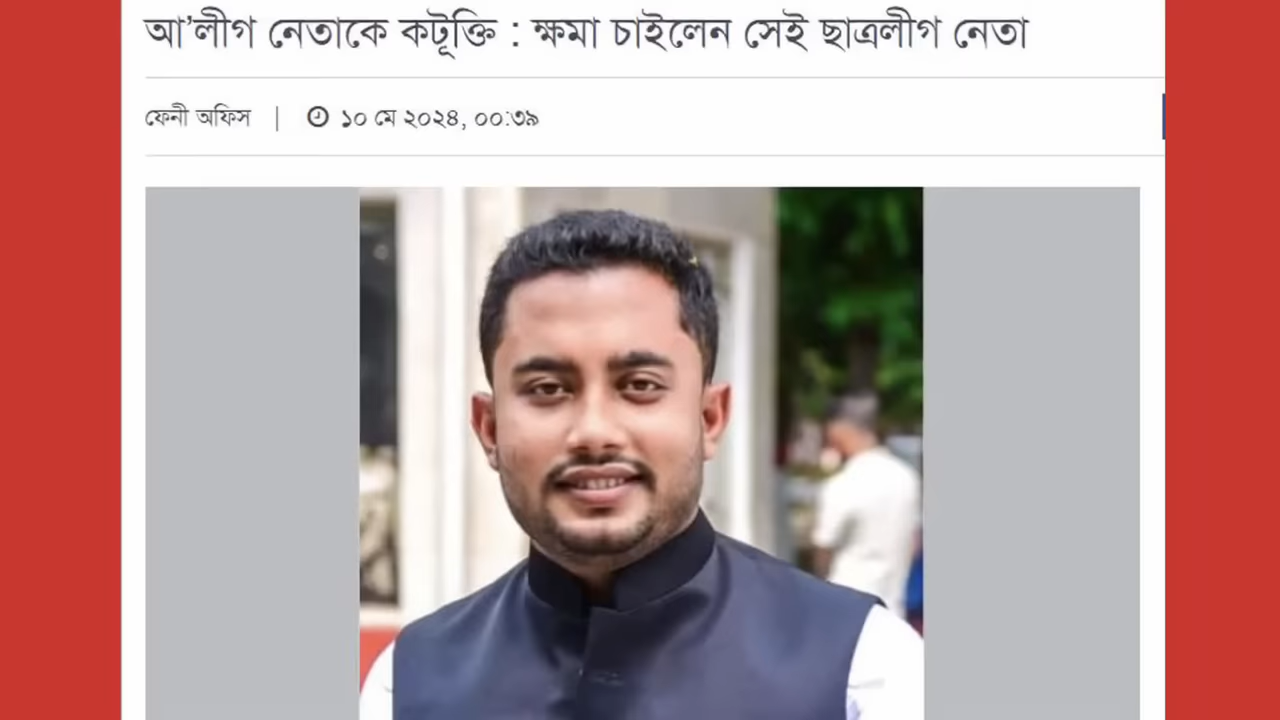 আ’লীগ নেতাকে কটূক্তি : ক্ষমা চাইলেন সেই ছাত্রলীগ নেতা
ফেনী অফিস | ১০ মে ২০২৪, ০০:৩৯